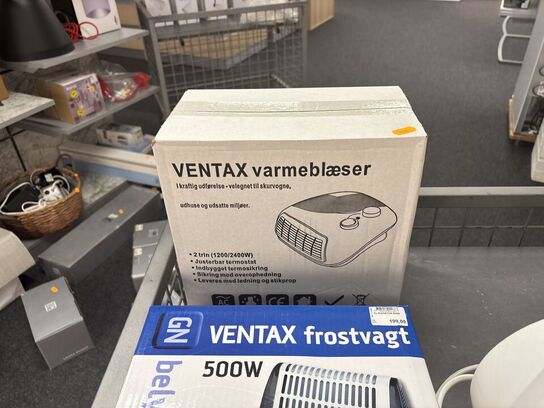 VENTAX varmeblæser
I kraftig udførelse - velegnet til skurvogne,
udhuse og udsatte miljøer.
• 2 trin (1200/2400W)
• Justerbar termostat
• Indbygget termosikring
• Sikring mod overophedning
• Leveres med ledning og stikprop
GN
VENTAX frostvagt
199,00
500W